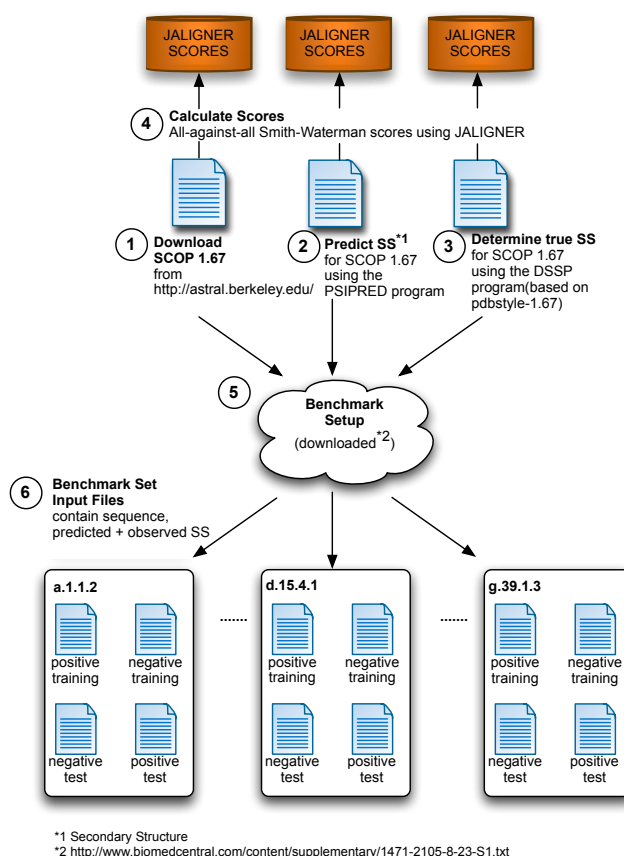 JALIGNER
SCORES
JALIGNER
SCORES
JALIGNER
SCORES
4
Calculate Scores
All-against-all Smith-Waterman scores using JALIGNER
1
Download
SCOP 1.67
from
http://astral.berkeley.edu/
2
Predict SS*1
for SCOP 1.67
using the
PSIPRED program
3
Determine true SS
for SCOP 1.67
using the DSSP
program(based on
pdbstyle-1.67)
5
Benchmark
Setup
(downloaded*2)
6
Benchmark Set
Input Files
contain sequence,
predicted + observed SS
a.1.1.2
positive
training
negative
training
negative
test
positive
test
.......
d.15.4.1
positive
training
negative
training
negative
test
positive
test
.......
g.39.1.3
positive
training
negative
training
negative
test
positive
test
*1 Secondary Structure
*2 http://www.biomedcentral.com/content/supplementary/1471-2105-8-23-S1.txt